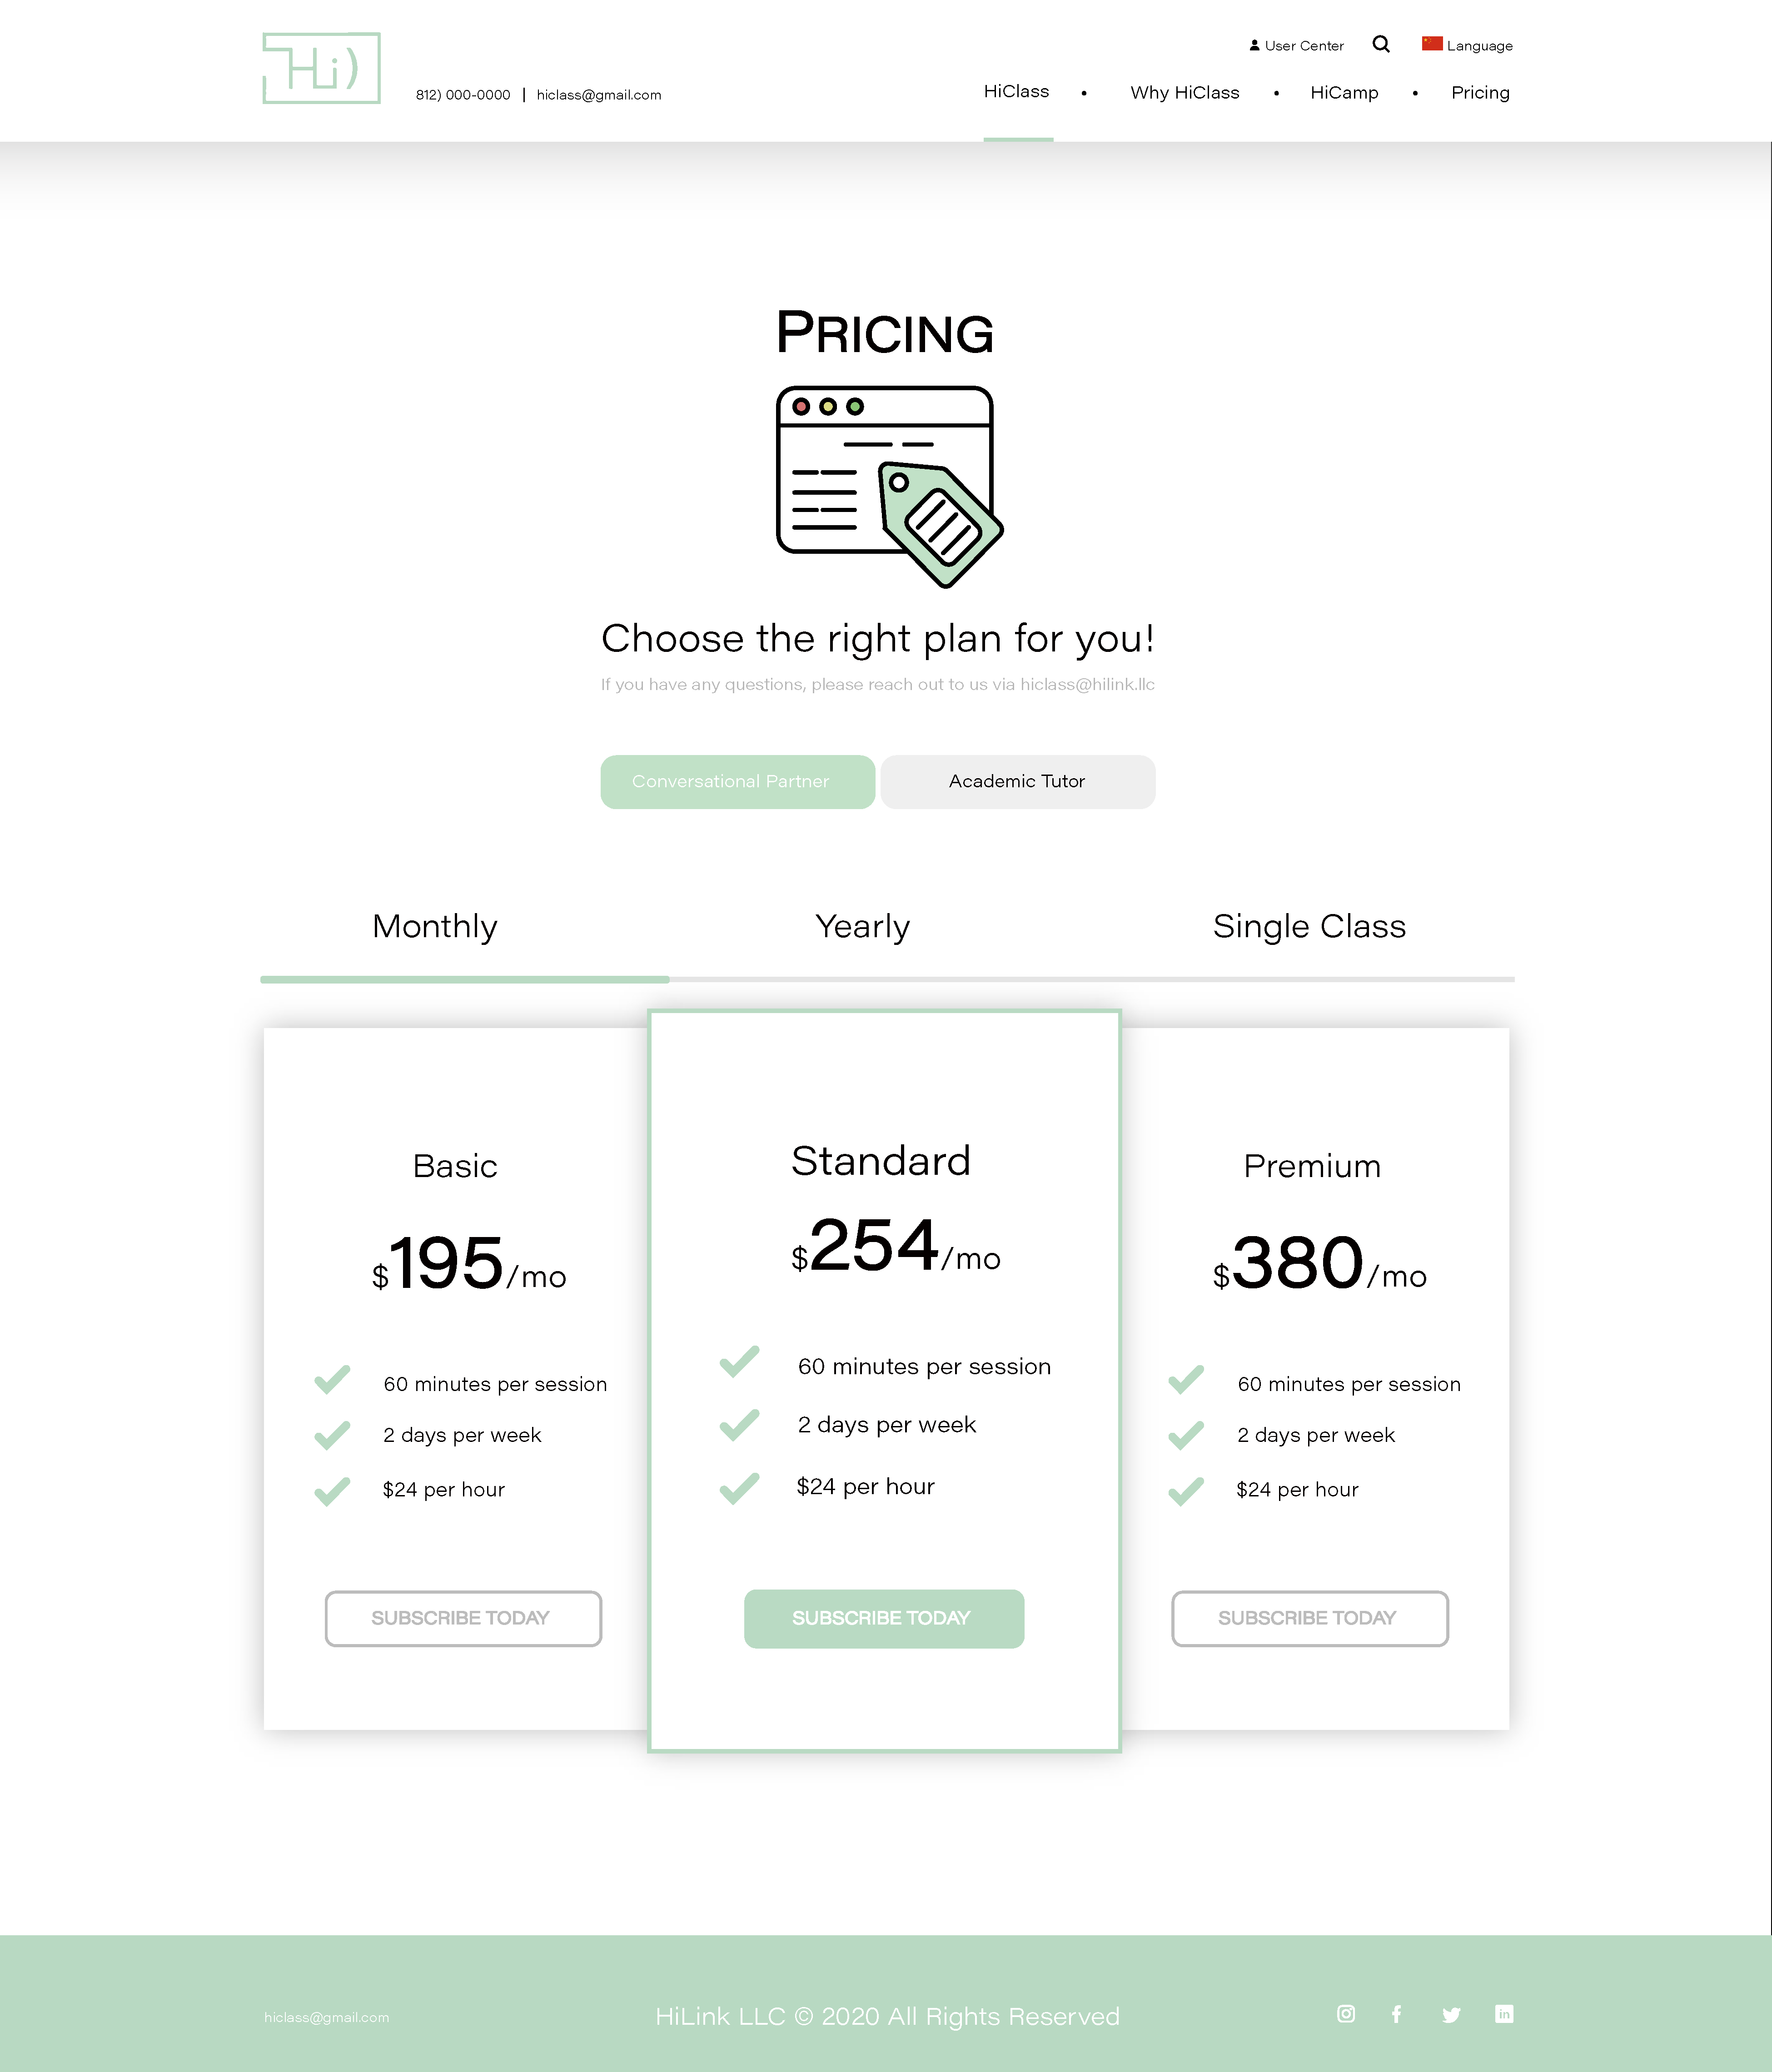 Hi)
User Center
Language
812) 000-0000 | hiclass@gmail.com
HiClass • Why HiClass • HiCamp • Pricing
PRICING
Choose the right plan for you!
If you have any questions, please reach out to us via hiclass@hilink.llc
Conversational Partner
Academic Tutor
Monthly
Yearly
Single Class
Basic
$195/mo
60 minutes per session
2 days per week
$24 per hour
SUBSCRIBE TODAY
Standard
$254/mo
60 minutes per session
2 days per week
$24 per hour
SUBSCRIBE TODAY
Premium
$380/mo
60 minutes per session
2 days per week
$24 per hour
SUBSCRIBE TODAY
hiclass@gmail.com
HiLink LLC © 2020 All Rights Reserved